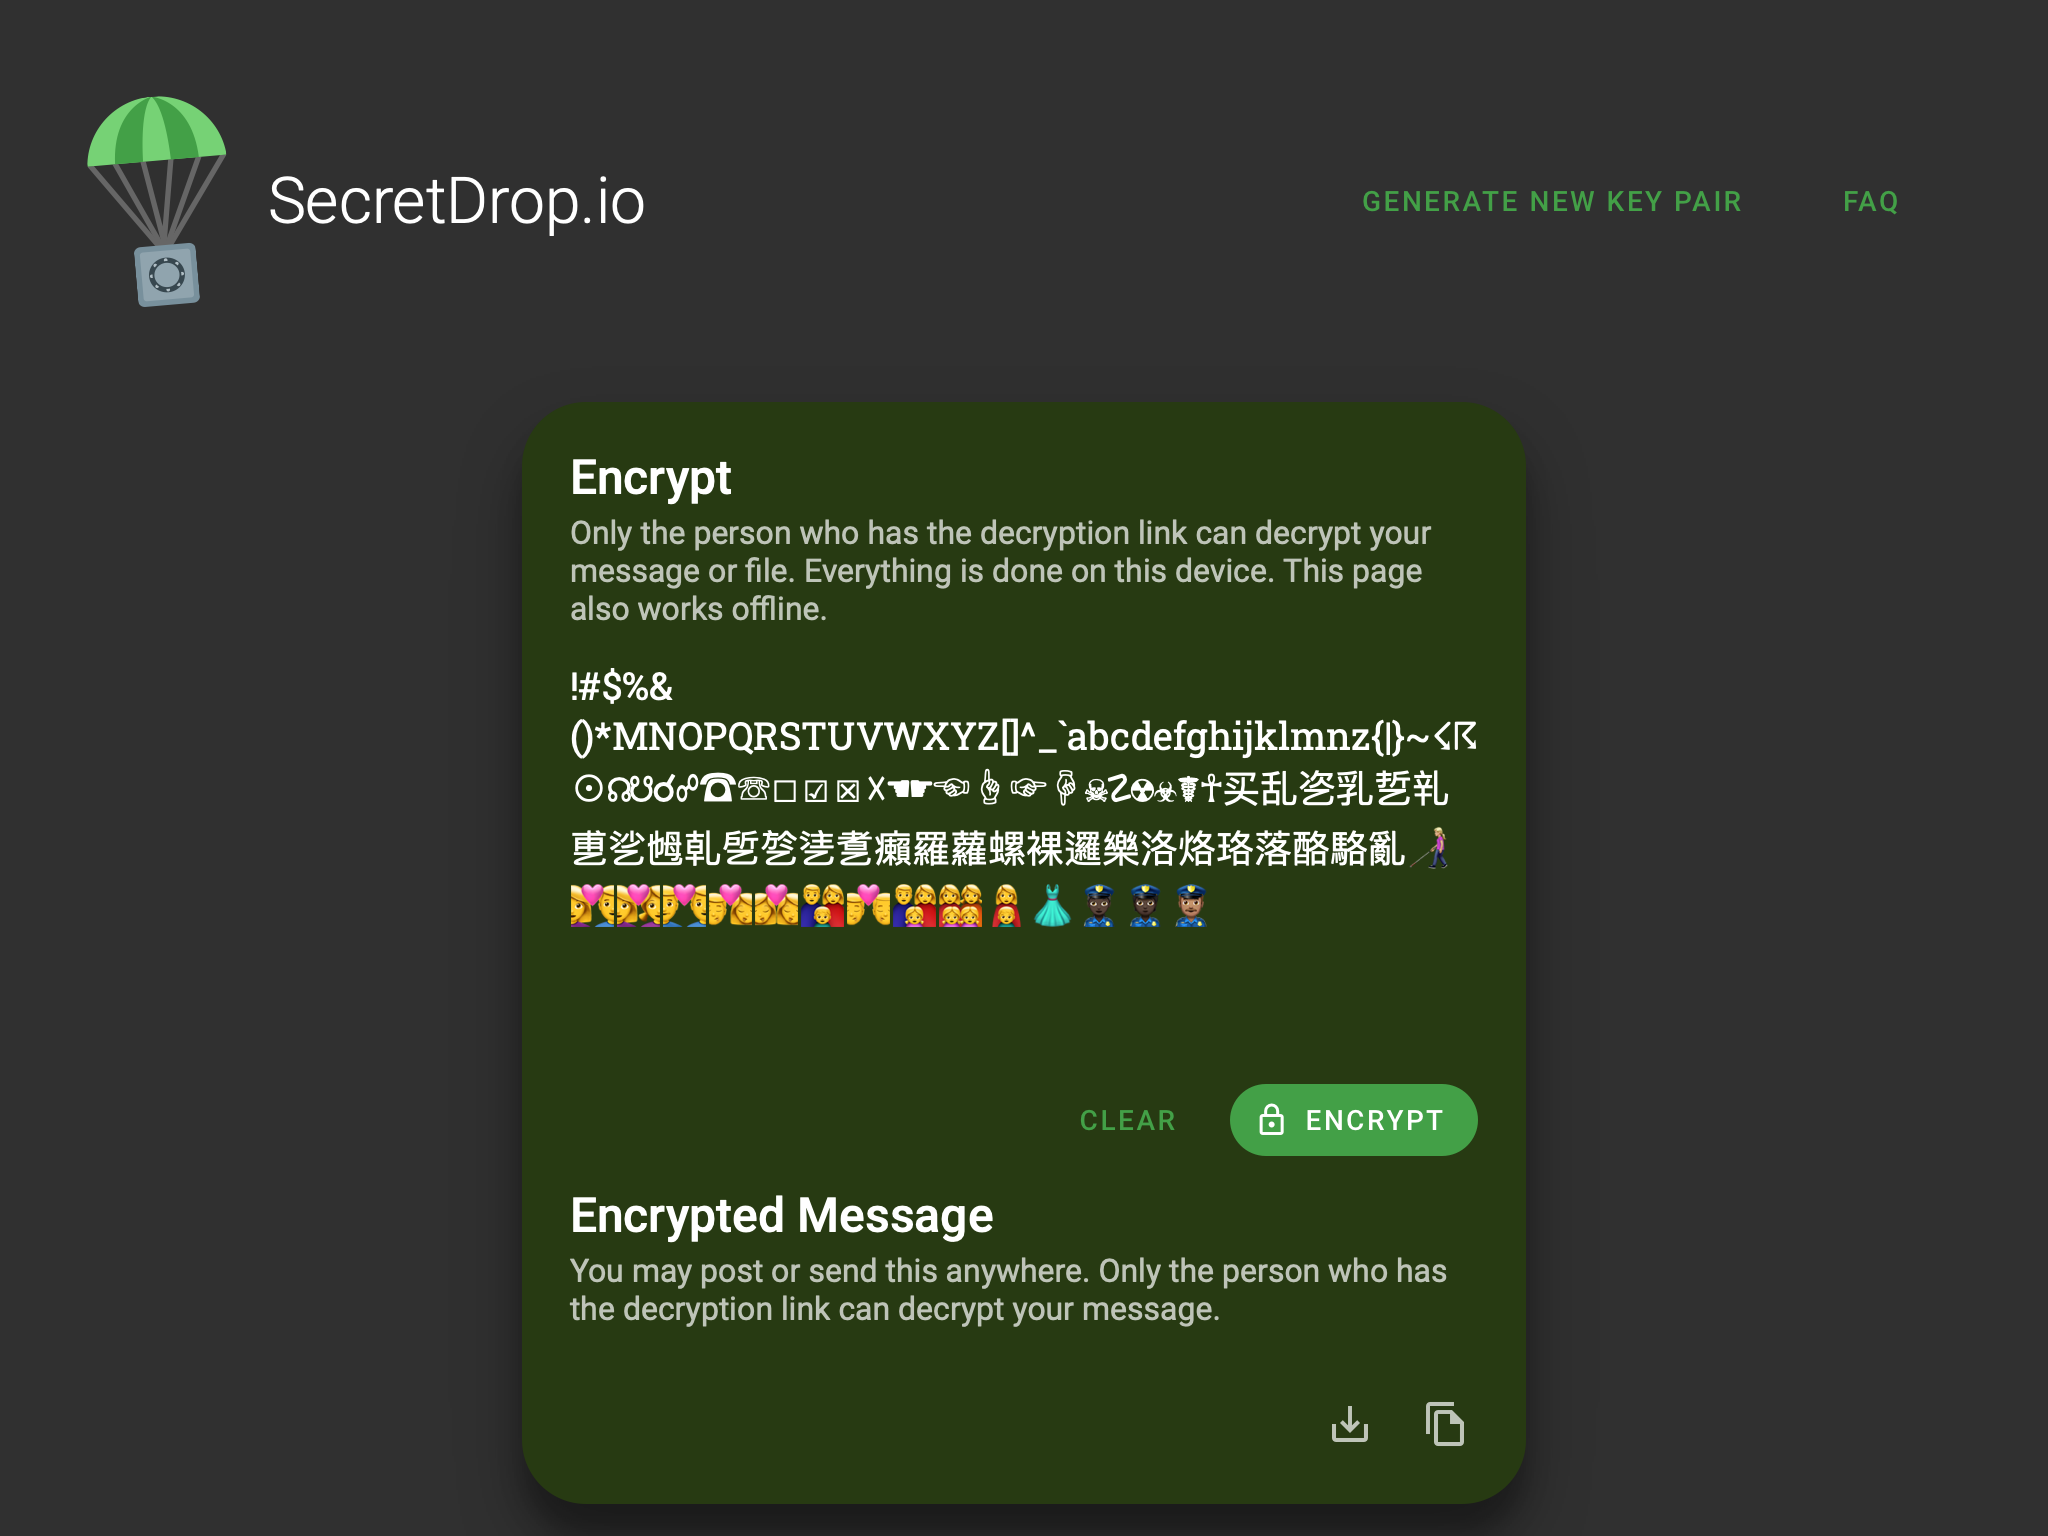 SecretDrop.io
GENERATE NEW KEY PAIR
FAQ
Encrypt
Only the person who has the decryption link can decrypt your
message or file. Everything is done on this device. This page
also works offline.
!#$%&
()*MNOPQRSTUVWXYZ[]^_`abcdefghijklmnz{|}~☇☈
☉☊☋☌☍☎☏☐☑☒☓☚☛☜☝☞☟☠☡☢☣☤☥买乱乲乳乴乵
乶乷乸乹乺乻乼乽癩羅蘿螺裸邏樂洛烙珞落酪駱亂👩🏼‍🦯
👩‍❤️‍👨👩‍❤️‍👩👨‍❤️‍👨👨‍❤️‍👩👩‍❤️‍👩👨‍👩‍👦👨‍❤️‍👨👨‍👩‍👧👩‍👩‍👧‍👧👩‍👦👗👮🏿👮🏿👮🏽‍♂️
CLEAR
ENCRYPT
Encrypted Message
You may post or send this anywhere. Only the person who has
the decryption link can decrypt your message.